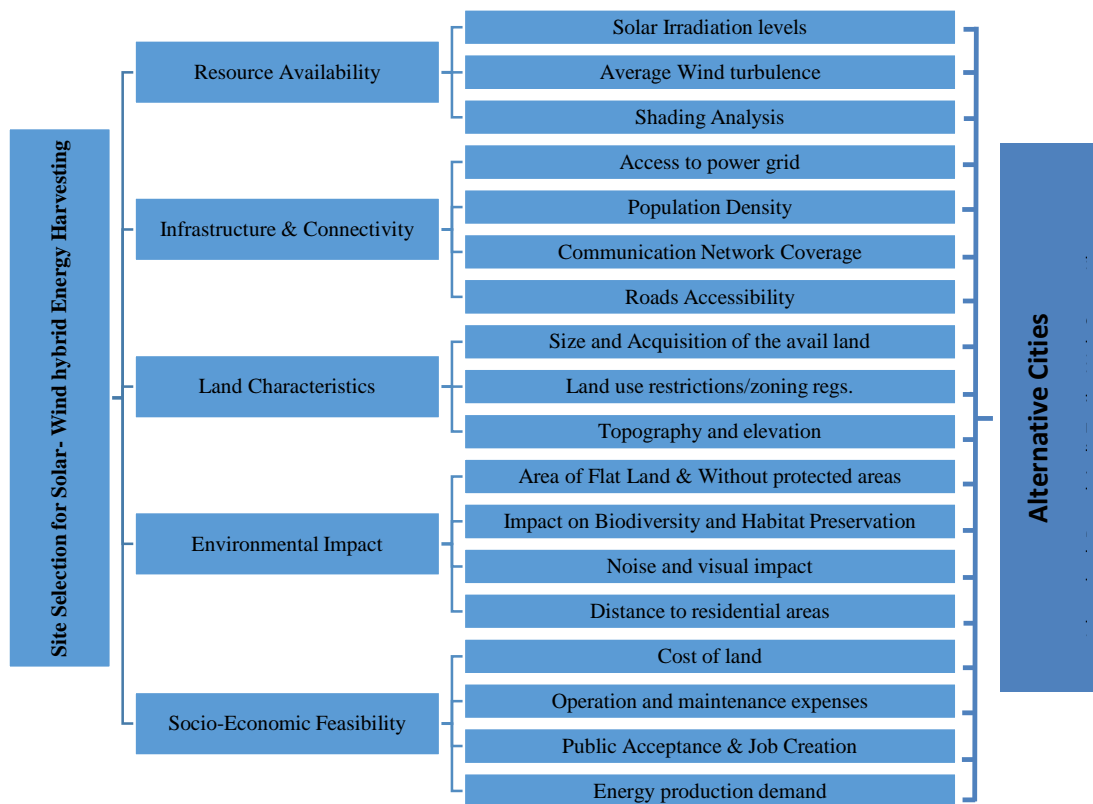 Site Selection for Solar- Wind hybrid Energy Harvesting
Resource Availability
Solar Irradiation levels
Average Wind turbulence
Shading Analysis
Infrastructure & Connectivity
Access to power grid
Population Density
Communication Network Coverage
Roads Accessibility
Land Characteristics
Size and Acquisition of the avail land
Land use restrictions/zoning regs.
Topography and elevation
Environmental Impact
Area of Flat Land & Without protected areas
Impact on Biodiversity and Habitat Preservation
Noise and visual impact
Distance to residential areas
Socio-Economic Feasibility
Cost of land
Operation and maintenance expenses
Public Acceptance & Job Creation
Energy production demand
Alternative Cities